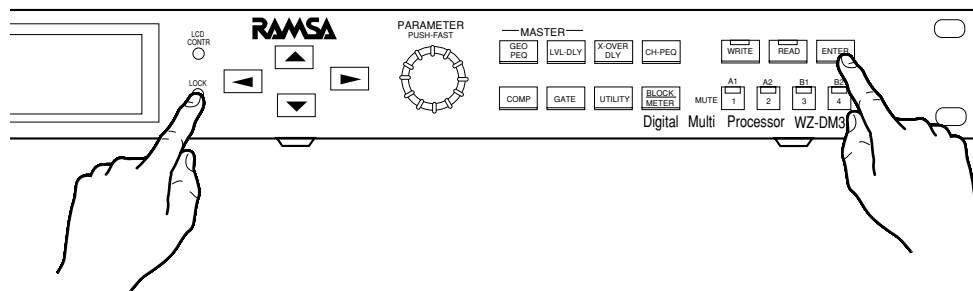 LCD
CONTR
LOCK
RAMSA
PARAMETER
PUSH-FAST
MASTER
GEO
PEQ
LVL-DLY
X-OVER
DLY
CH-PEQ
COMP
GATE
UTILITY
BLOCK
METER
WRITE
READ
ENTER
A1 A2 B1 B2
MUTE 1 2 3 4
Digital Multi Processor WZ-DM3